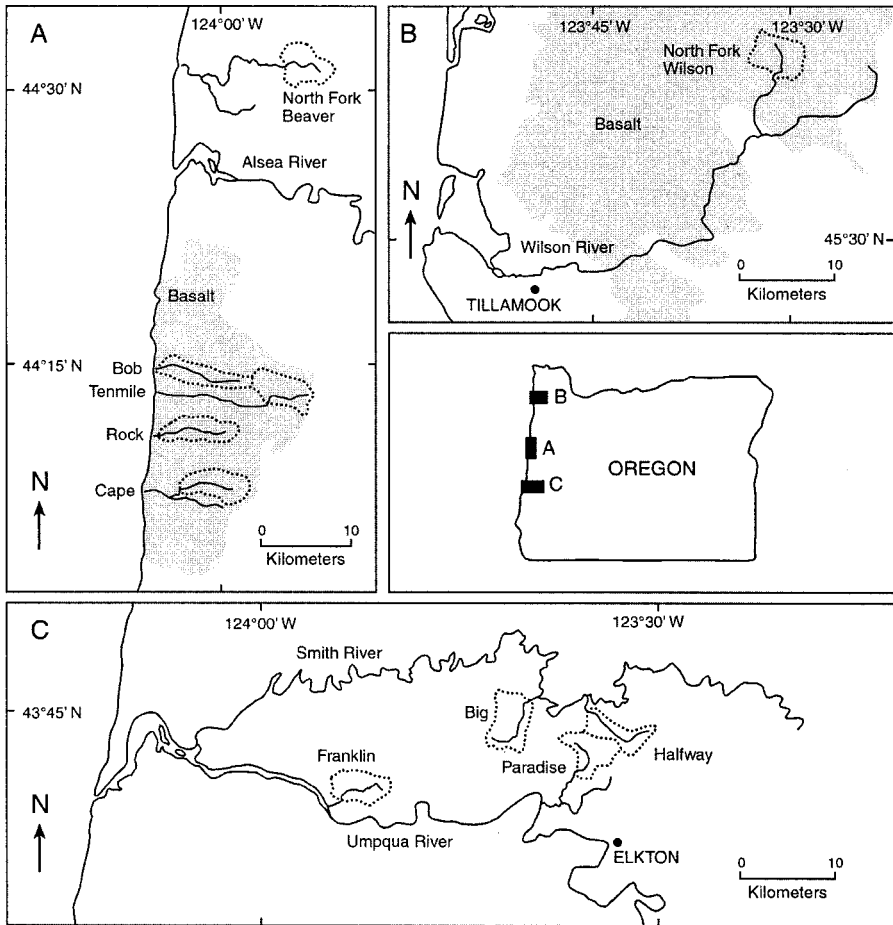 A
124°00' W
44°30' N
North Fork
Beaver
Alsea River
Basalt
44°15' N
Bob
Tenmile
Rock
Cape
N
0 10
Kilometers
B
123°45' W
123°30' W
North Fork
Wilson
Basalt
N
Wilson River
45°30' N
TILLAMOOK
0 10
Kilometers
B
A
C
OREGON
C
124°00' W
123°30' W
Smith River
43°45' N
Big
Franklin
Paradise
Halfway
N
Umpqua River
ELKTON
0 10
Kilometers